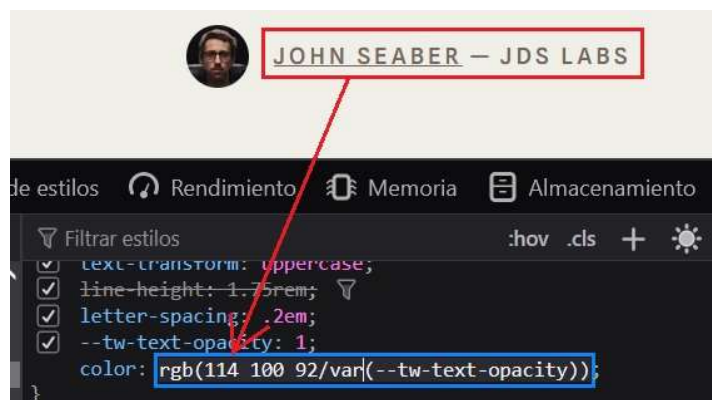 JOHN SEABER — JDS LABS
de estilos Rendimiento Memoria Almacenamiento
Filtrar estilos :hov .cls +
text-transform: uppercase;
line-height: 1.75rem;
letter-spacing: .2em;
--tw-text-opacity: 1;
color: rgb(114 100 92/var(--tw-text-opacity));
}